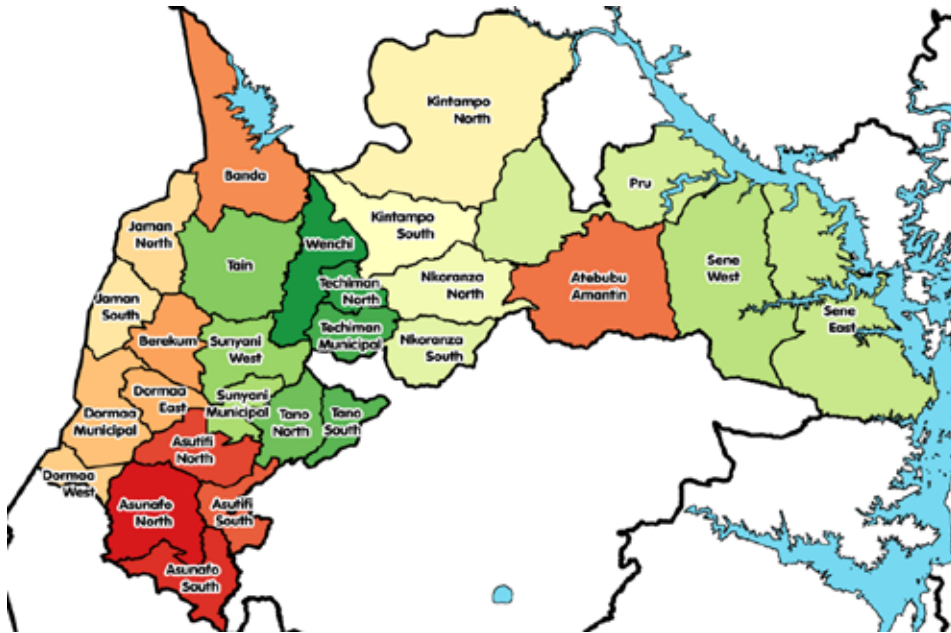 Kintampo
North
Banda
Pru
Jaman
North
Kintampo
South
Wenchi
Tain
Sene
West
Techiman
North
Nkoranza
North
Atebubu
Amantin
Jaman
South
Sene
East
Berekum
Sunyani
West
Techiman
Municipal
Nkoranza
South
Dormaa
East
Sunyani
Municipal
Dormaa
Municipal
Tano
North
Tano
South
Asutifi
North
Dormaa
West
Asunafo
North
Asutifi
South
Asunafo
South